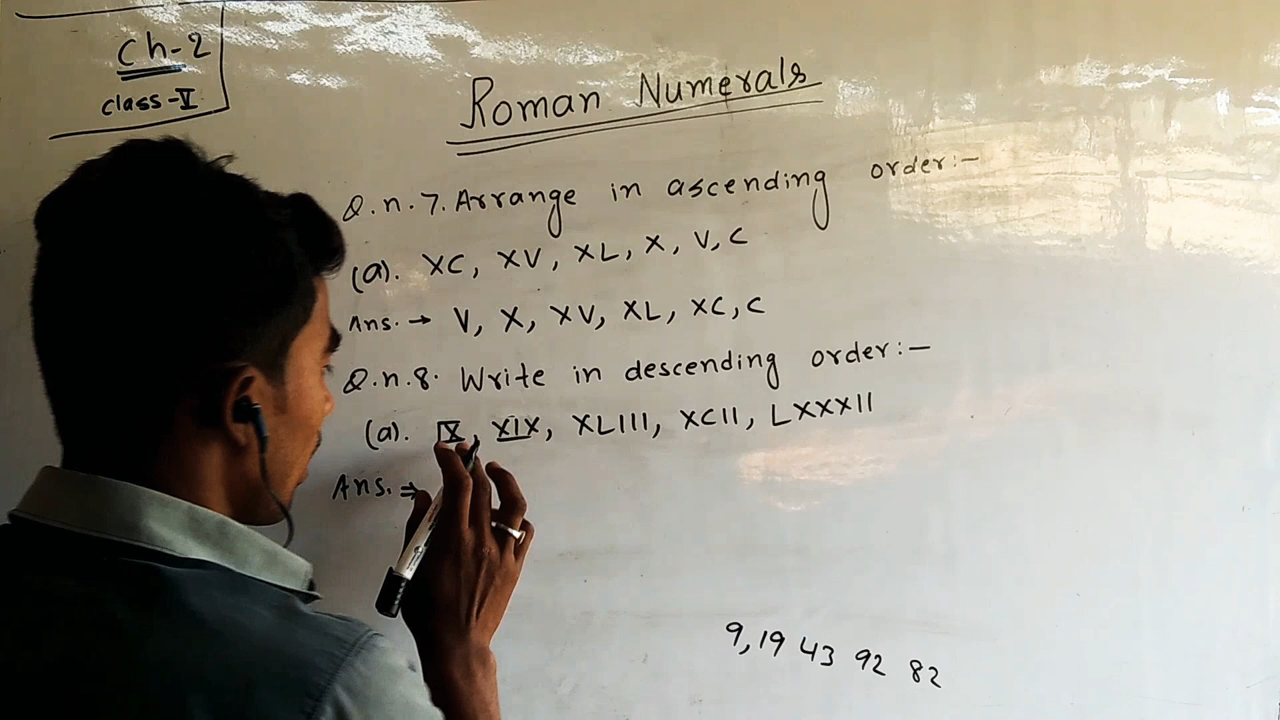 Ch-2
class-V
Roman Numerals
Q.n.7. Arrange in ascending order:-
(a). XC, XV, XL, X, V, C
Ans. → V, X, XV, XL, XC, C
Q.n.8. Write in descending order:-
(a). IX, XIX, XLIII, XCII, LXXXII
Ans. ⇒
9, 19 43 92 82